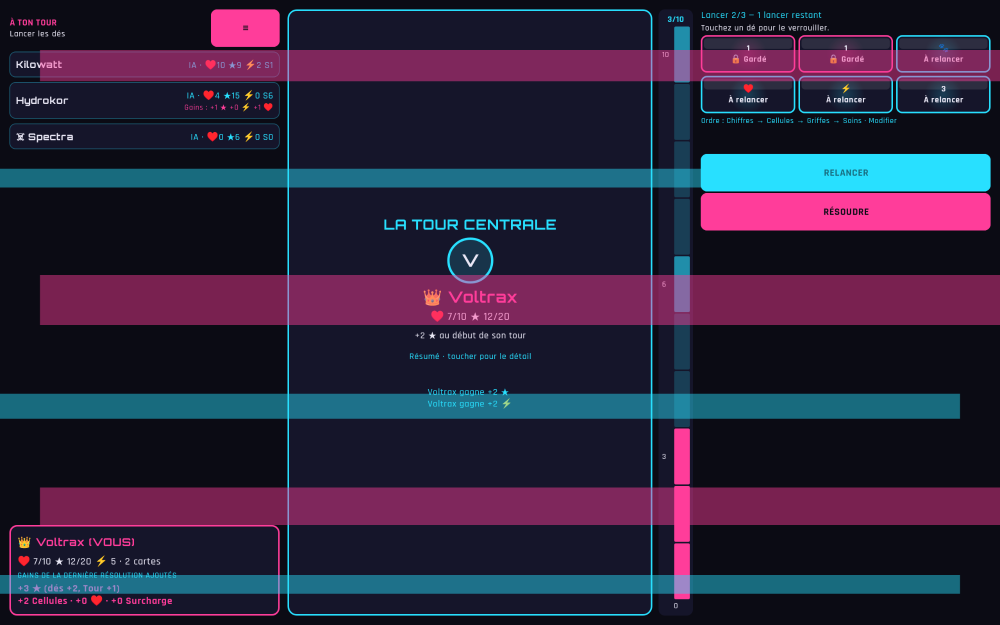 À TON TOUR
Lancer les dés
≡
Kilowatt
IA · ❤️10 ★9 ⚡2 S1
Hydrokor
IA · ❤️4 ★15 ⚡0 S6
Gains : +1 ★ +0 ⚡ +1 ❤️
☠ Spectra
IA · ❤️0 ★6 ⚡0 S0
LA TOUR CENTRALE
V
👑 Voltrax
❤️ 7/10 ★ 12/20
+2 ★ au début de son tour
Résumé · toucher pour le détail
Voltrax gagne +2 ★
Voltrax gagne +2 ⚡
3/10
10
6
3
0
Lancer 2/3 — 1 lancer restant
Touchez un dé pour le verrouiller.
1
🔒 Gardé
1
🔒 Gardé
🐾
À relancer
❤️
À relancer
⚡
À relancer
3
À relancer
Ordre : Chiffres → Cellules → Griffes → Soins · Modifier
RELANCER
RÉSOUDRE
👑 Voltrax (VOUS)
❤️ 7/10 ★ 12/20 ⚡ 5 · 2 cartes
GAINS DE LA DERNIÈRE RÉSOLUTION AJOUTÉS
+3 ★ (dés +2, Tour +1)
+2 Cellules · +0 ❤️ · +0 Surcharge